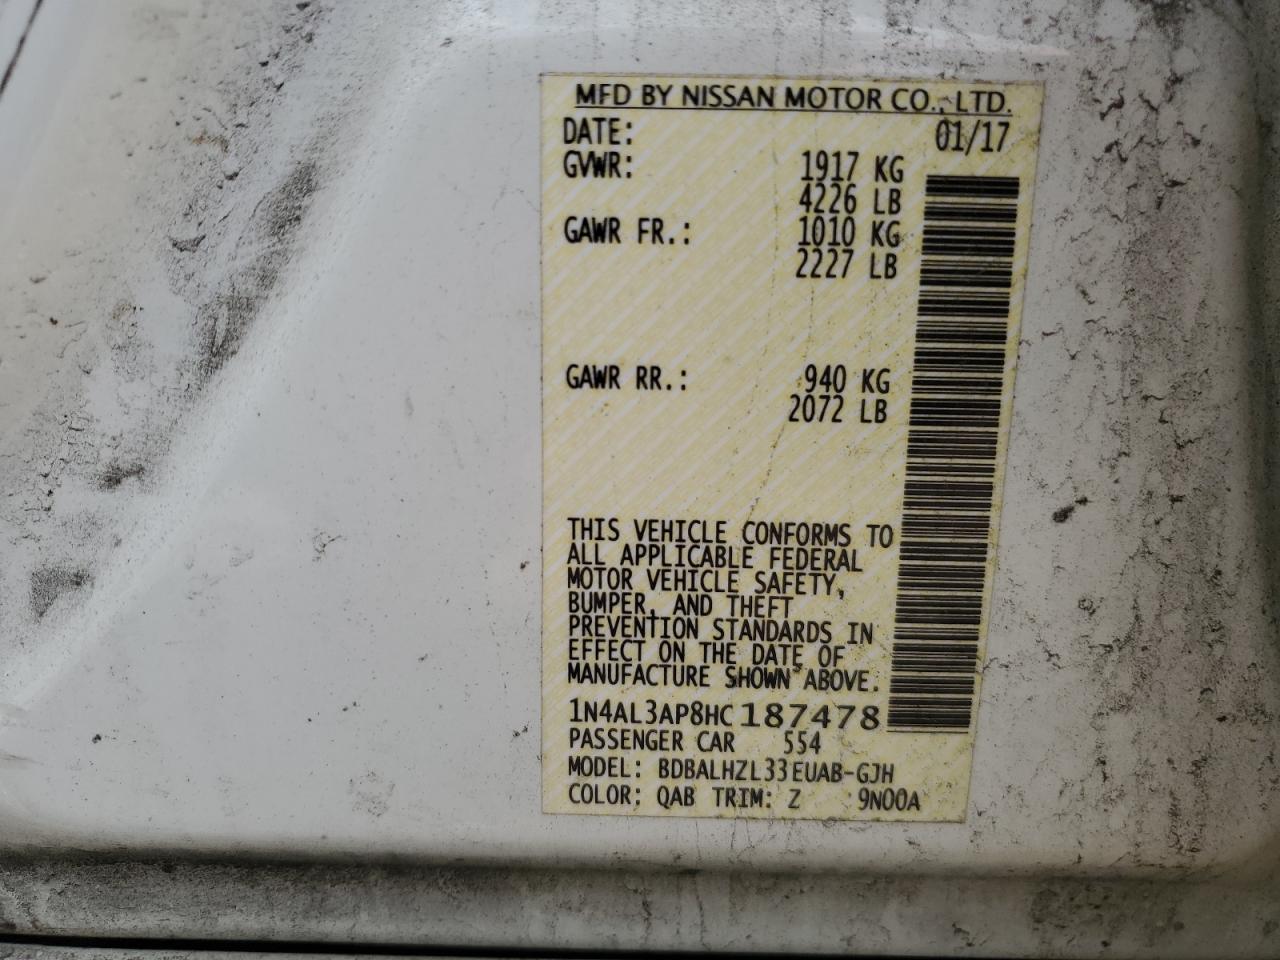 MFD BY NISSAN MOTOR CO., LTD.
DATE: 01/17
GVWR: 1917 KG
4226 LB
GAWR FR.: 1010 KG
2227 LB
GAWR RR.: 940 KG
2072 LB
THIS VEHICLE CONFORMS TO
ALL APPLICABLE FEDERAL
MOTOR VEHICLE SAFETY,
BUMPER, AND THEFT
PREVENTION STANDARDS IN
EFFECT ON THE DATE OF
MANUFACTURE SHOWN ABOVE.
1N4AL3AP8HC187478
PASSENGER CAR 554
MODEL: BDBALHZL33EUAB-GJH
COLOR: QAB TRIM: Z 9N00A